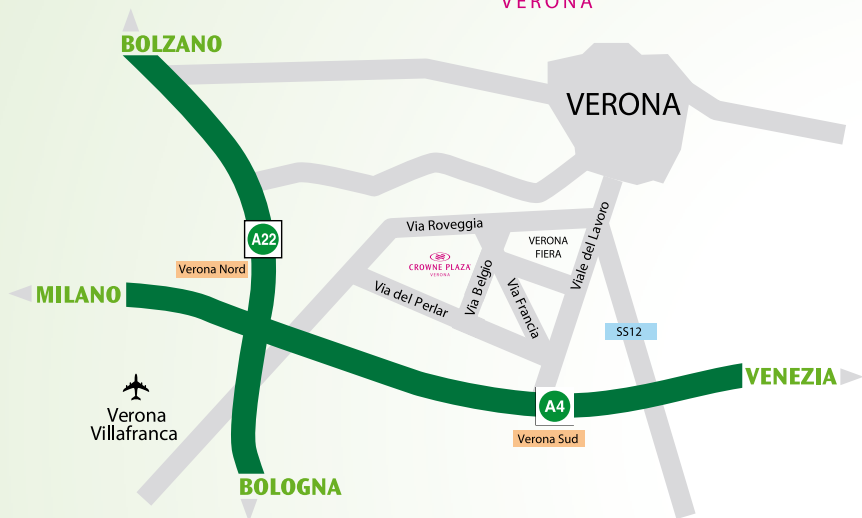 VERONA
BOLZANO
VERONA
Via Roveggia
A22
VERONA
FIERA
Viale del Lavoro
CROWNE PLAZA
VERONA
Verona Nord
Via Belgio
MILANO
Via del Perlar
Via Francia
SS12
VENEZIA
Verona
Villafranca
A4
Verona Sud
BOLOGNA